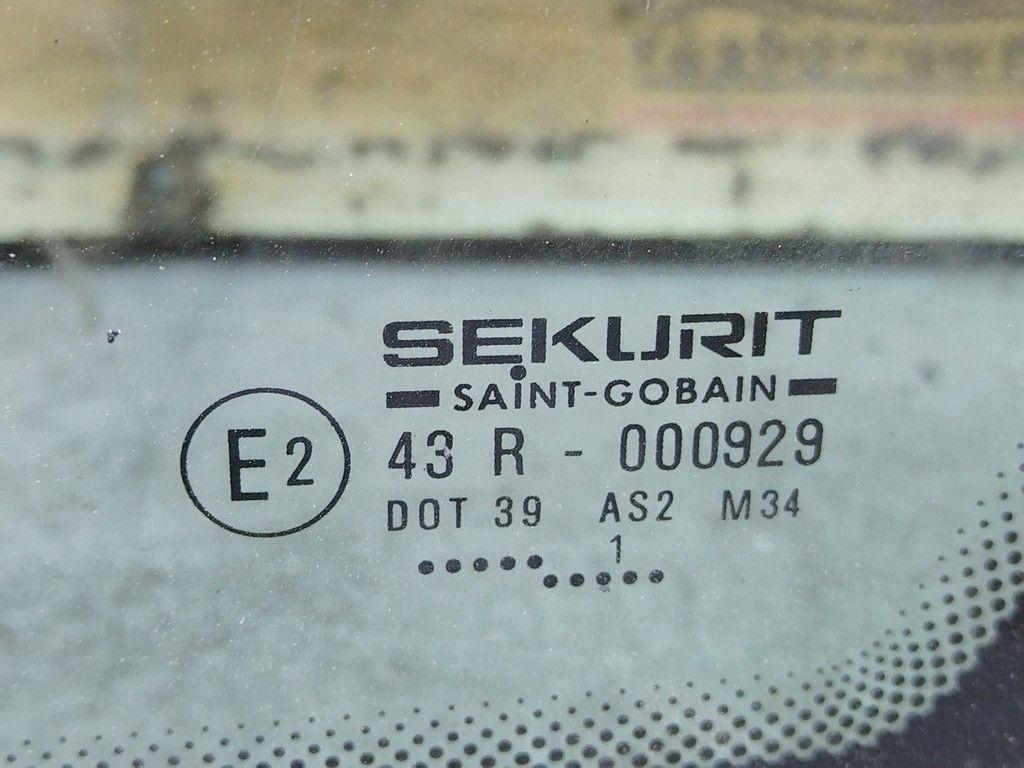 SEKURIT
SAINT-GOBAIN
E2
43 R - 000929
DOT 39 AS2 M34
1